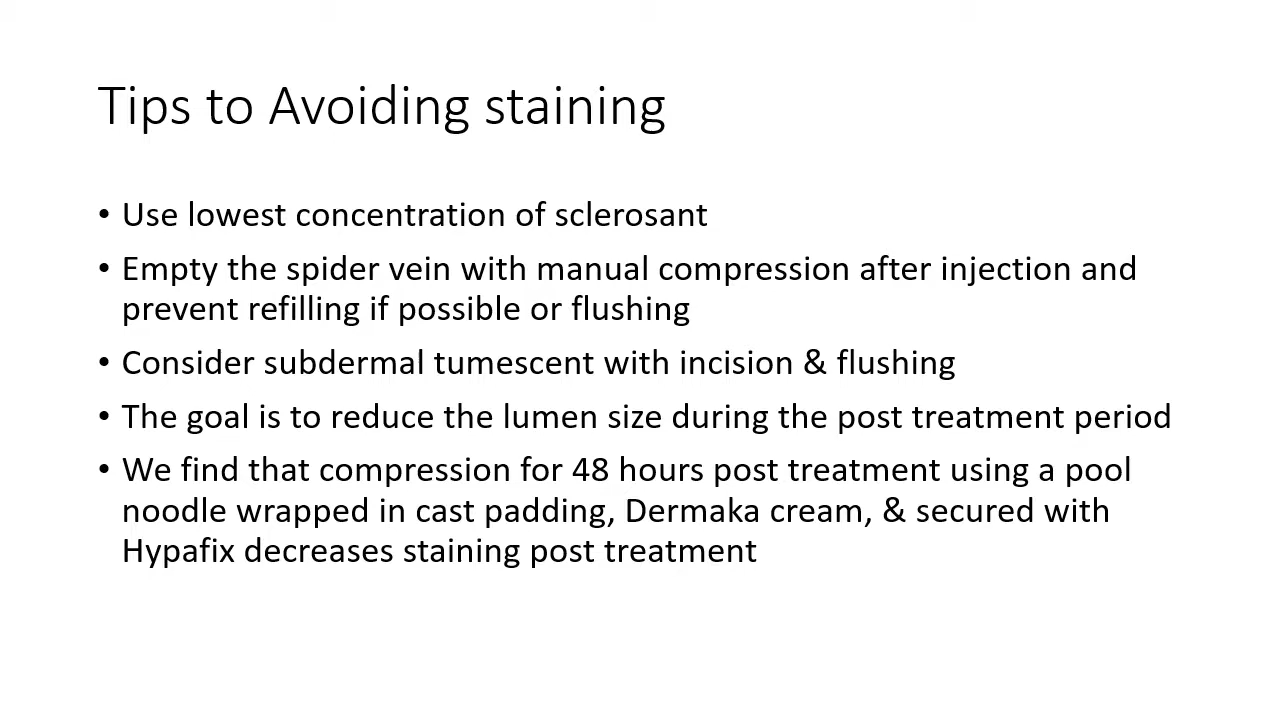 Tips to Avoiding staining
• Use lowest concentration of sclerosant
• Empty the spider vein with manual compression after injection and
prevent refilling if possible or flushing
• Consider subdermal tumescent with incision & flushing
• The goal is to reduce the lumen size during the post treatment period
• We find that compression for 48 hours post treatment using a pool
noodle wrapped in cast padding, Dermaka cream, & secured with
Hypafix decreases staining post treatment